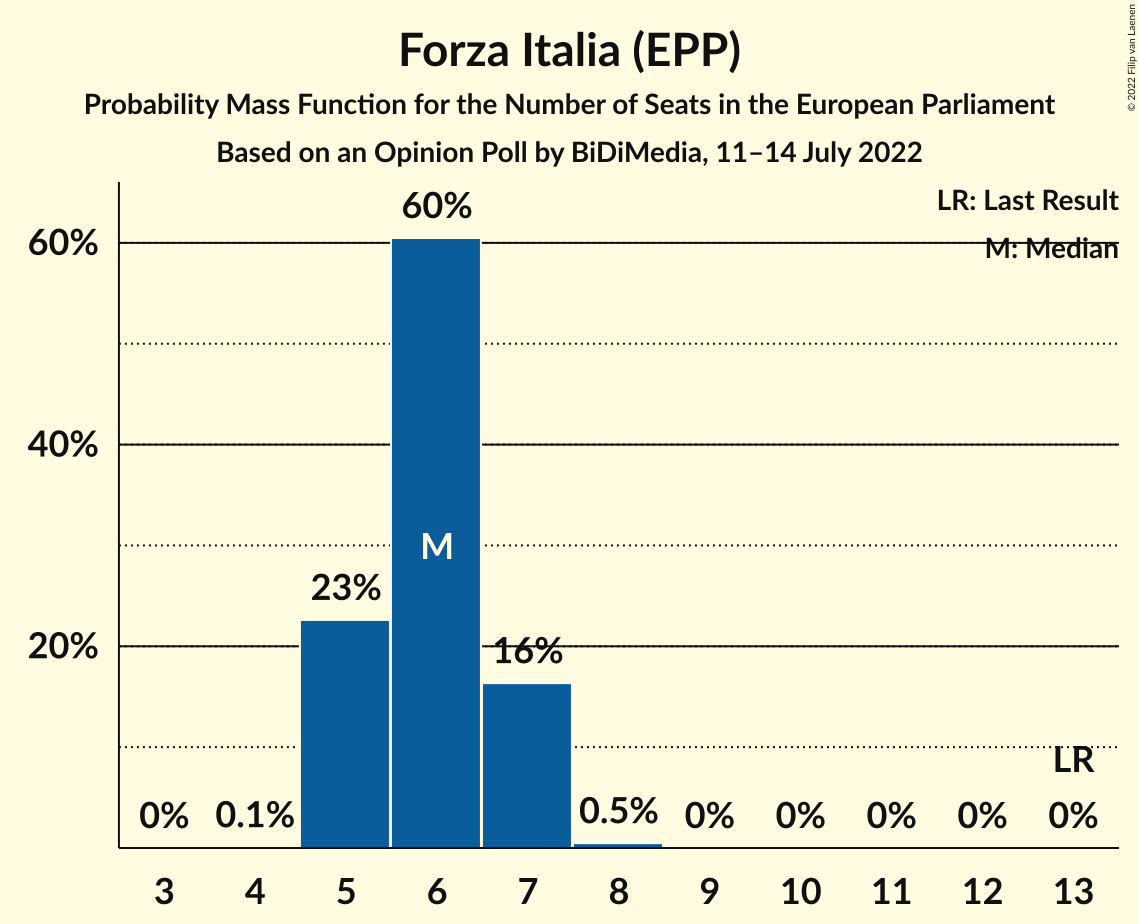 Forza Italia (EPP)
Probability Mass Function for the Number of Seats in the European Parliament
Based on an Opinion Poll by BiDiMedia, 11–14 July 2022
© 2022 Filip van Laenen
LR: Last Result
M: Median
60%
40%
20%
0%
0.1%
23%
60%
M
16%
0.5%
0%
0%
0%
0%
LR
0%
3 4 5 6 7 8 9 10 11 12 13